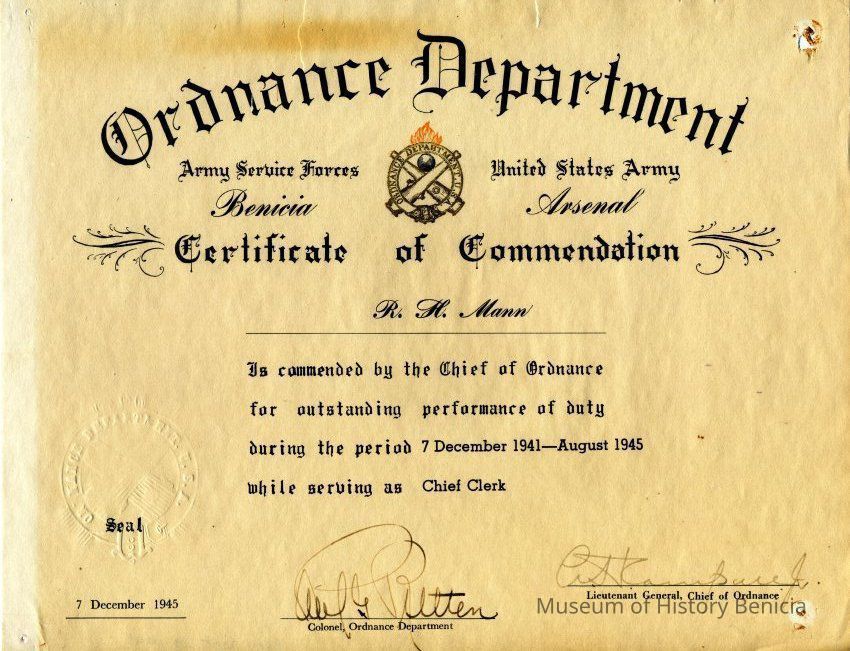 Ordnance Department
Army Service Forces United States Army
ORDNANCE DEPARTMENT U.S.A.
Benicia Arsenal
Certificate of Commendation
R. H. Mann
Is commended by the Chief of Ordnance
for outstanding performance of duty
during the period 7 December 1941—August 1945
while serving as Chief Clerk
Seal
7 December 1945
Colonel, Ordnance Department
Lieutenant General, Chief of Ordnance
Museum of History Benicia